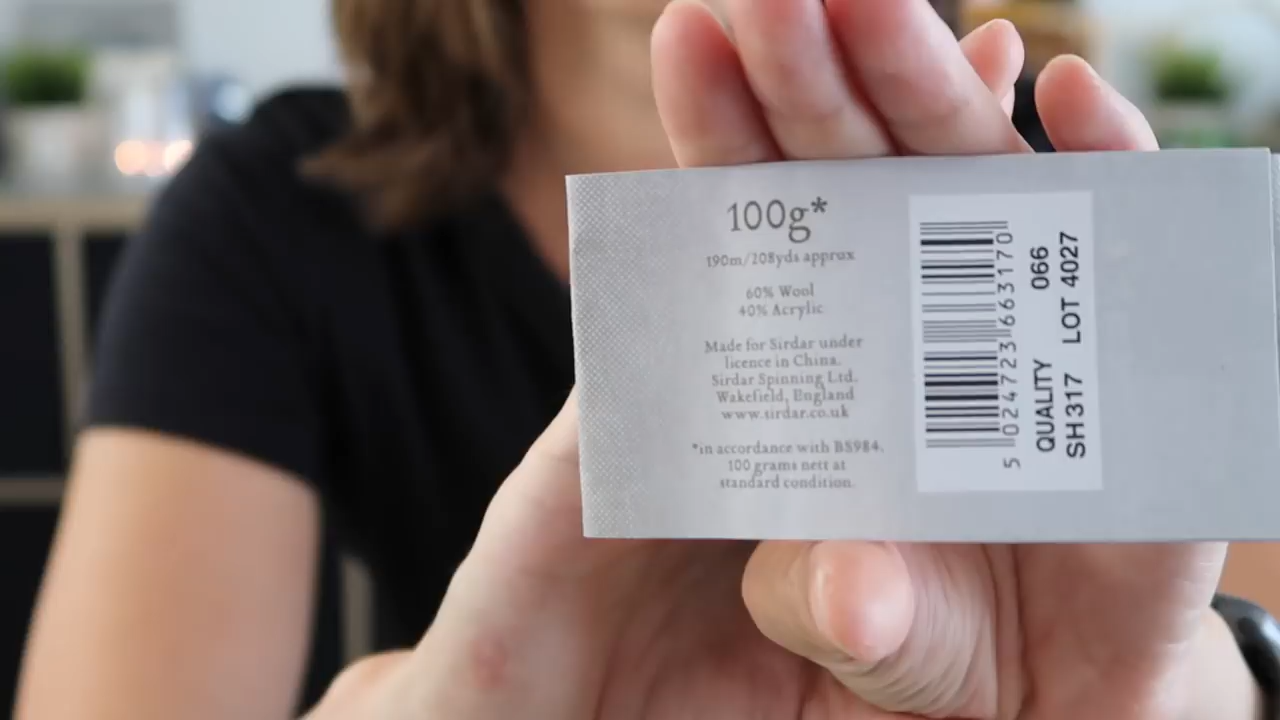 100g*
190m/208yds approx
60% Wool
40% Acrylic
Made for Sirdar under
licence in China.
Sirdar Spinning Ltd.
Wakefield, England
www.sirdar.co.uk
*in accordance with BS984.
100 grams nett at
standard condition.
5 024723 663170
QUALITY 066
SH317 LOT 4027